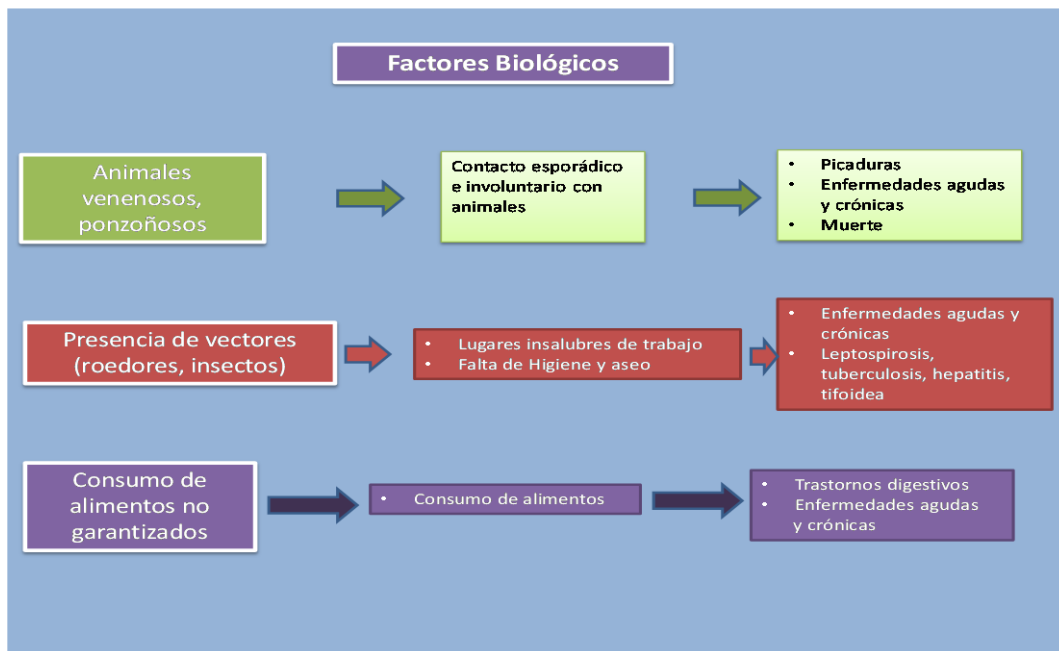 Factores Biológicos
Animales
venenosos,
ponzoñosos
Contacto esporádico
e involuntario con
animales
• Picaduras
• Enfermedades agudas
y crónicas
• Muerte
Presencia de vectores
(roedores, insectos)
• Lugares insalubres de trabajo
• Falta de Higiene y aseo
• Enfermedades agudas y
crónicas
• Leptospirosis,
tuberculosis, hepatitis,
tifoidea
Consumo de
alimentos no
garantizados
• Consumo de alimentos
• Trastornos digestivos
• Enfermedades agudas
y crónicas